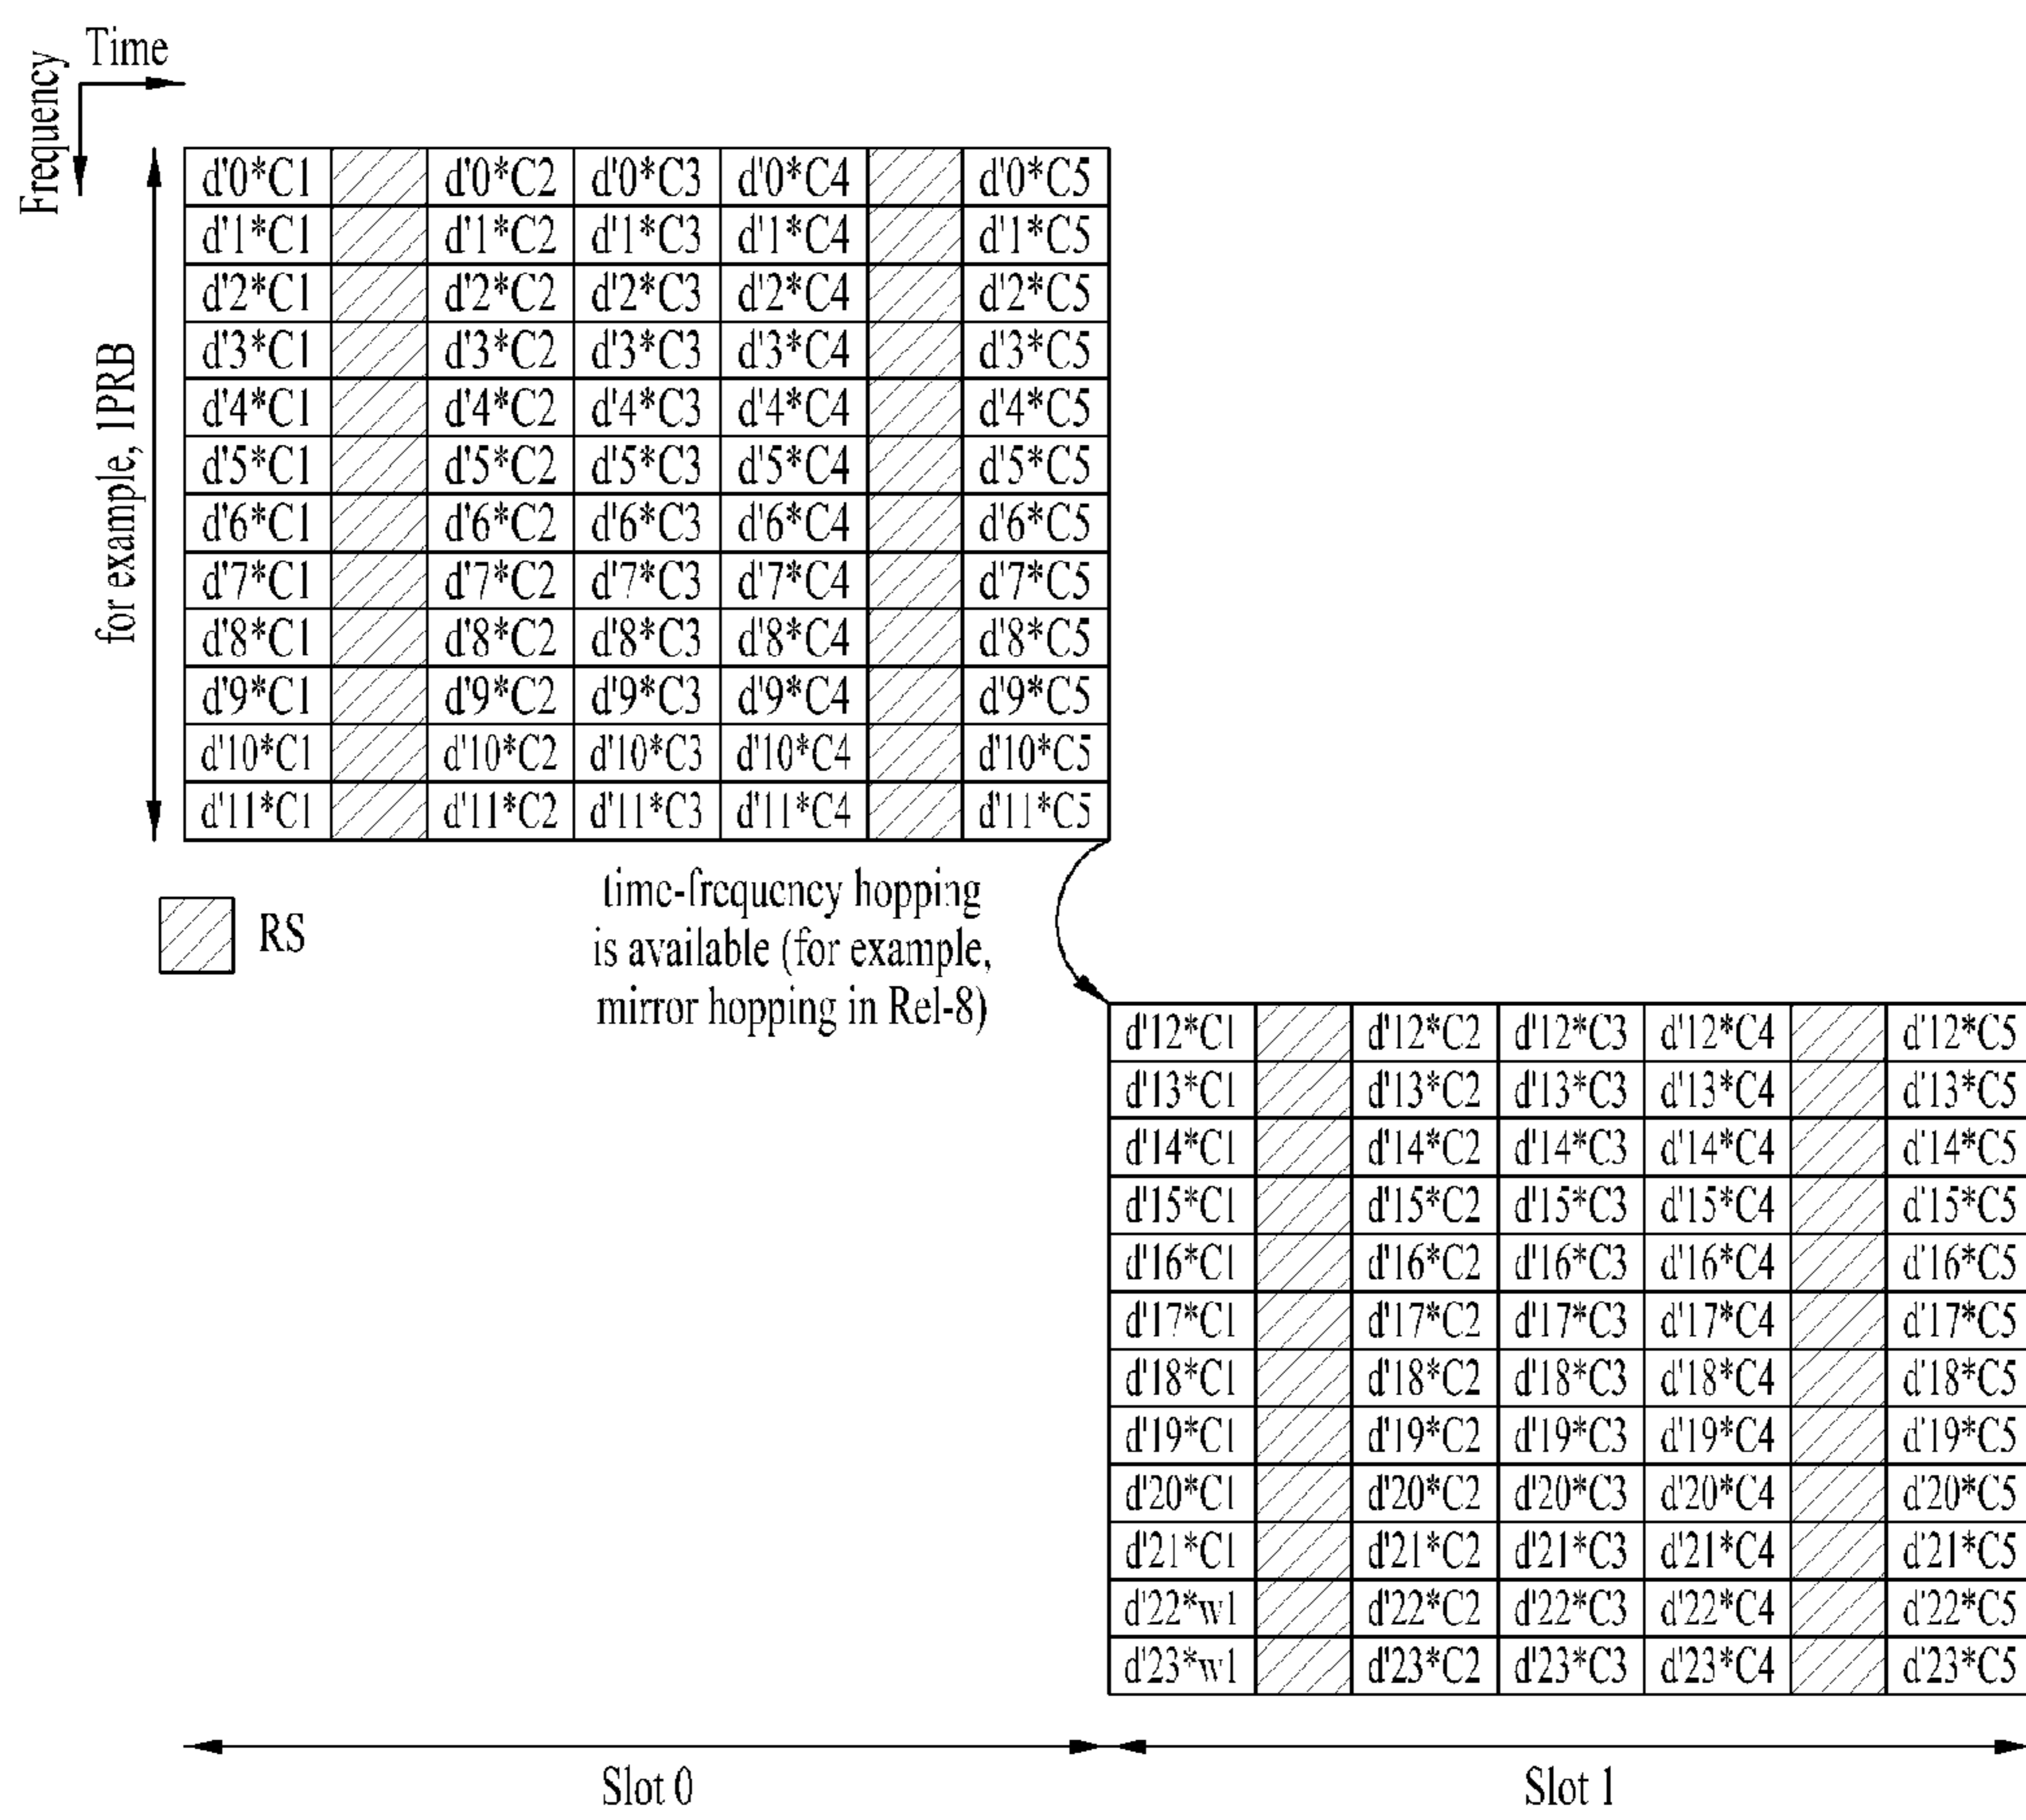 Time
Frequency
for example, 1PRB
d'0*C1 d'0*C2 d'0*C3 d'0*C4 d'0*C5
d'1*C1 d'1*C2 d'1*C3 d'1*C4 d'1*C5
d'2*C1 d'2*C2 d'2*C3 d'2*C4 d'2*C5
d'3*C1 d'3*C2 d'3*C3 d'3*C4 d'3*C5
d'4*C1 d'4*C2 d'4*C3 d'4*C4 d'4*C5
d'5*C1 d'5*C2 d'5*C3 d'5*C4 d'5*C5
d'6*C1 d'6*C2 d'6*C3 d'6*C4 d'6*C5
d'7*C1 d'7*C2 d'7*C3 d'7*C4 d'7*C5
d'8*C1 d'8*C2 d'8*C3 d'8*C4 d'8*C5
d'9*C1 d'9*C2 d'9*C3 d'9*C4 d'9*C5
d'10*C1 d'10*C2 d'10*C3 d'10*C4 d'10*C5
d'11*C1 d'11*C2 d'11*C3 d'11*C4 d'11*C5
RS
time-frequency hopping
is available (for example,
mirror hopping in Rel-8)
d'12*C1 d'12*C2 d'12*C3 d'12*C4 d'12*C5
d'13*C1 d'13*C2 d'13*C3 d'13*C4 d'13*C5
d'14*C1 d'14*C2 d'14*C3 d'14*C4 d'14*C5
d'15*C1 d'15*C2 d'15*C3 d'15*C4 d'15*C5
d'16*C1 d'16*C2 d'16*C3 d'16*C4 d'16*C5
d'17*C1 d'17*C2 d'17*C3 d'17*C4 d'17*C5
d'18*C1 d'18*C2 d'18*C3 d'18*C4 d'18*C5
d'19*C1 d'19*C2 d'19*C3 d'19*C4 d'19*C5
d'20*C1 d'20*C2 d'20*C3 d'20*C4 d'20*C5
d'21*C1 d'21*C2 d'21*C3 d'21*C4 d'21*C5
d'22*w1 d'22*C2 d'22*C3 d'22*C4 d'22*C5
d'23*w1 d'23*C2 d'23*C3 d'23*C4 d'23*C5
Slot 0
Slot 1